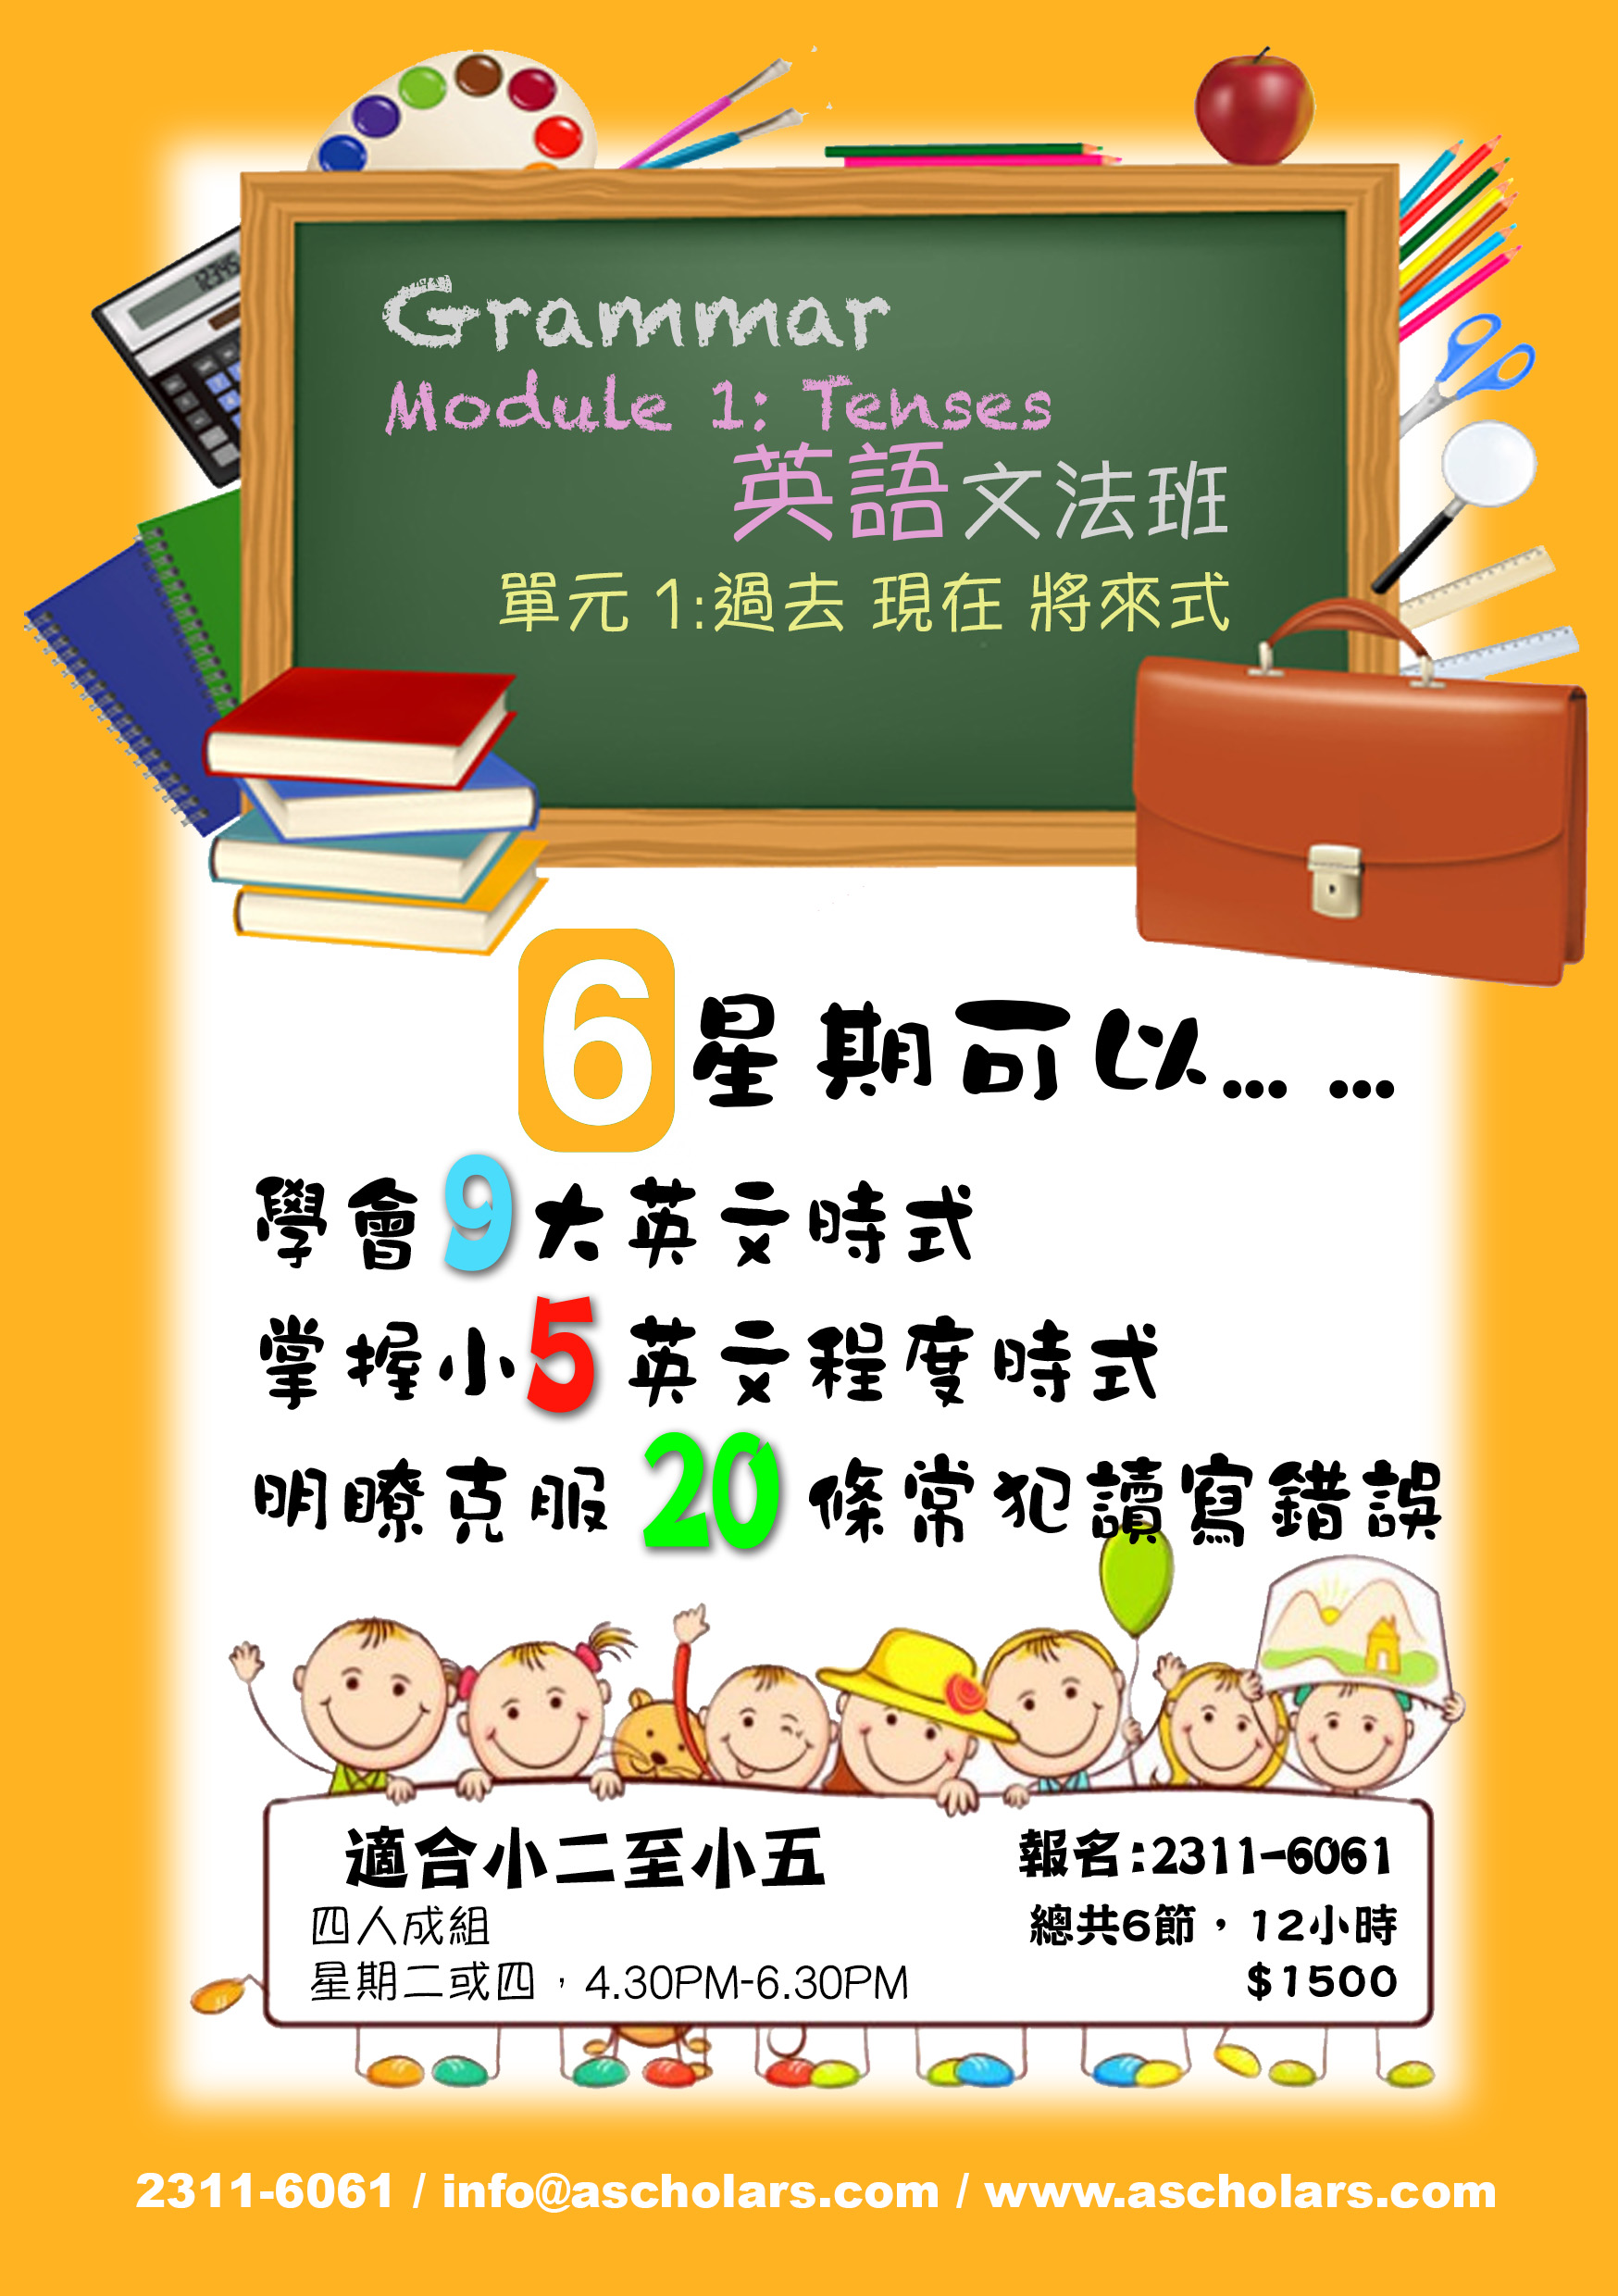 Grammar
Module 1: Tenses
英語文法班
單元 1:過去 現在 將來式
6星期可以... ...
學會9大英文時式
掌握小5英文程度時式
明瞭克服20條常犯讀寫錯誤
適合小二至小五
四人成組
星期二或四，4.30PM-6.30PM
報名:2311-6061
總共6節，12小時
$1500
2311-6061 / info@ascholars.com / www.ascholars.com